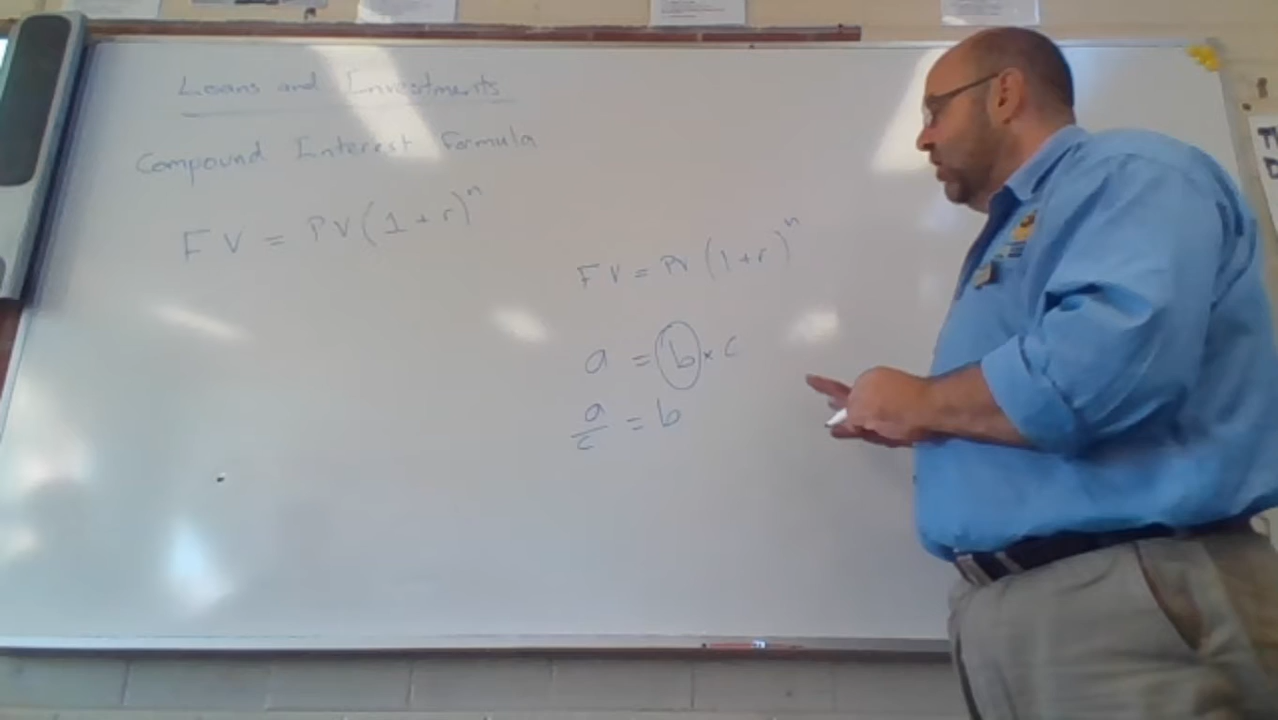 Loans and Investments
Compound Interest Formula
FV = PV(1 + r)^n
FV = PV(1+r)^n
a = b × c
a/c = b